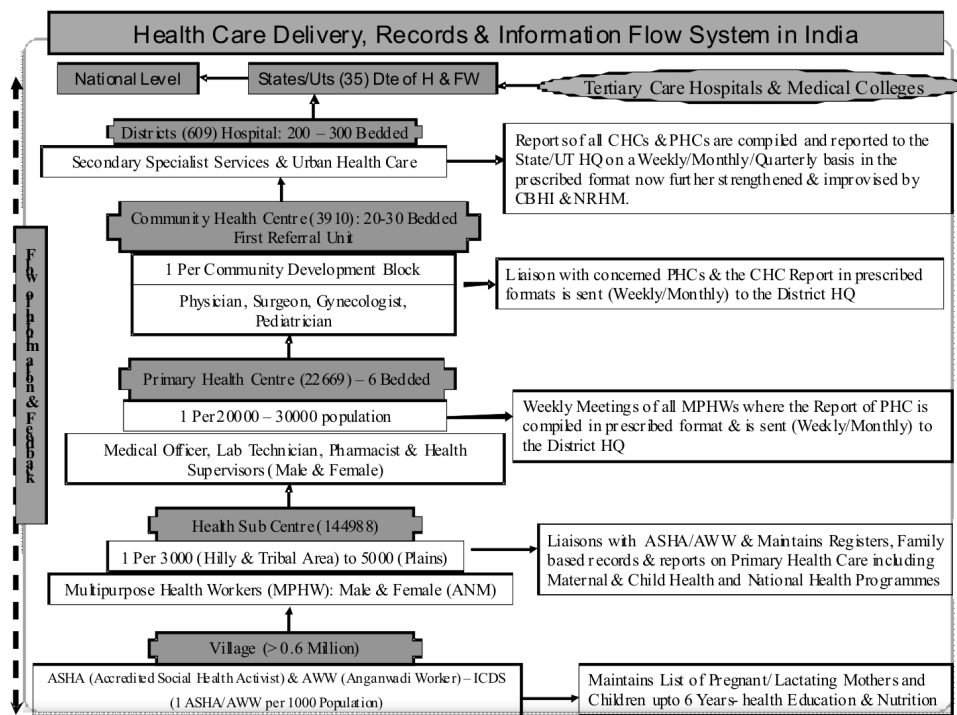 Health Care Delivery, Records & Information Flow System in India
National Level
States/Uts (35) Dte of H & FW
Tertiary Care Hospitals & Medical Colleges
Districts (609) Hospital: 200 – 300 Bedded
Secondary Specialist Services & Urban Health Care
Reports of all CHCs & PHCs are compiled and reported to the
State/UT HQ on a Weekly/Monthly/Quarterly basis in the
prescribed format now further strengthened & improvised by
CBHI & NRHM.
Community Health Centre (3910): 20-30 Bedded
First Referral Unit
1 Per Community Development Block
Physician, Surgeon, Gynecologist,
Pediatrician
Liaison with concerned PHCs & the CHC Report in prescribed
formats is sent (Weekly/Monthly) to the District HQ
Flow of Information & Feedback
Primary Health Centre (22669) – 6 Bedded
1 Per 20000 – 30000 population
Medical Officer, Lab Technician, Pharmacist & Health
Supervisors (Male & Female)
Weekly Meetings of all MPHWs where the Report of PHC is
compiled in prescribed format & is sent (Weekly/Monthly) to
the District HQ
Health Sub Centre (144988)
1 Per 3000 (Hilly & Tribal Area) to 5000 (Plains)
Multipurpose Health Workers (MPHW): Male & Female (ANM)
Liaisons with ASHA/AWW & Maintains Registers, Family
based records & reports on Primary Health Care including
Maternal & Child Health and National Health Programmes
Village (> 0.6 Million)
ASHA (Accredited Social Health Activist) & AWW (Anganwadi Worker) – ICDS
(1 ASHA/AWW per 1000 Population)
Maintains List of Pregnant/ Lactating Mothers and
Children upto 6 Years- health Education & Nutrition